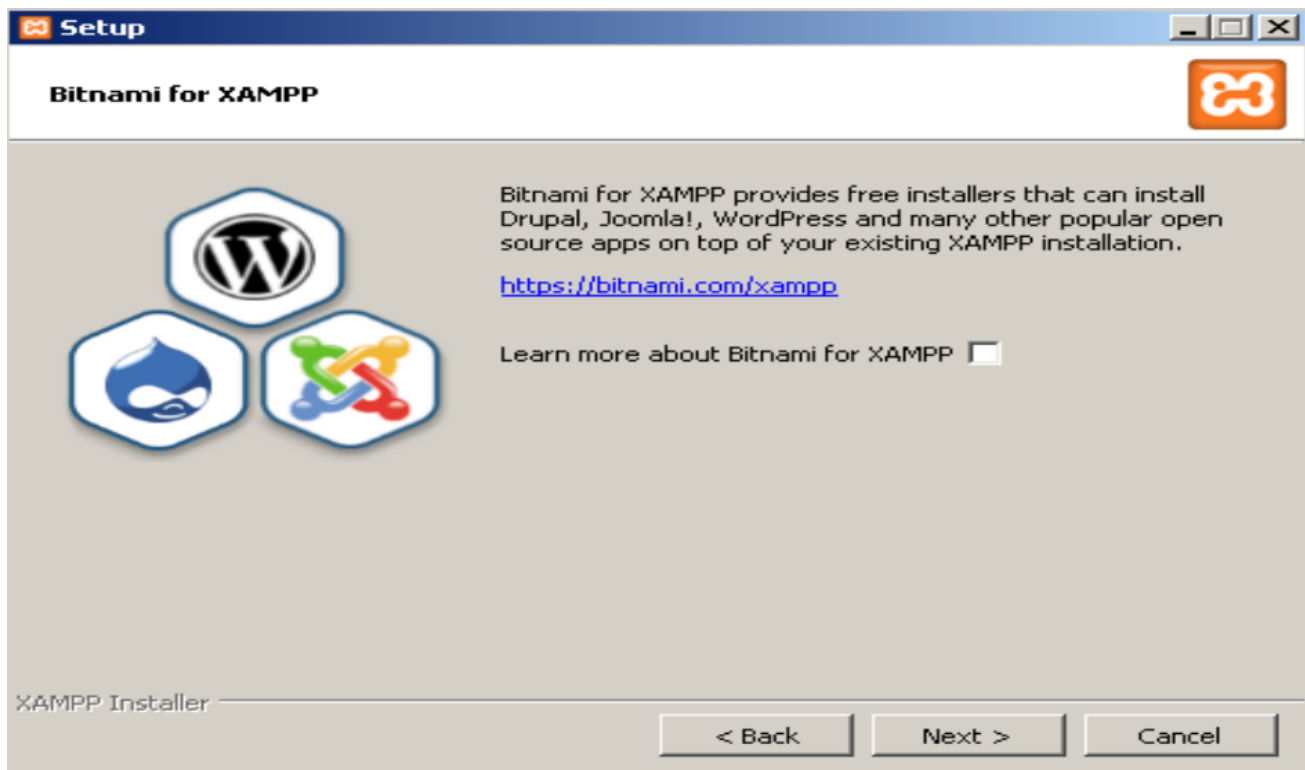 Setup
Bitnami for XAMPP
Bitnami for XAMPP provides free installers that can install
Drupal, Joomla!, WordPress and many other popular open
source apps on top of your existing XAMPP installation.
https://bitnami.com/xampp
Learn more about Bitnami for XAMPP
XAMPP Installer
< Back
Next >
Cancel